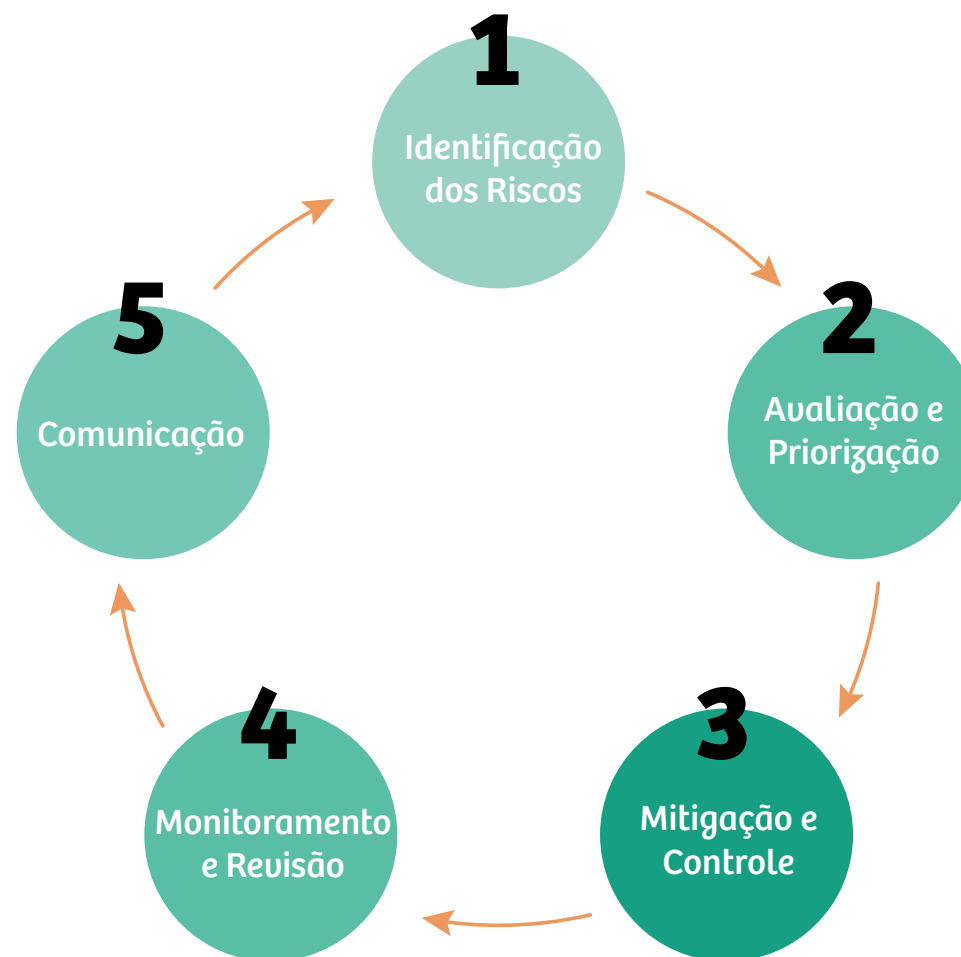 1
Identificação
dos Riscos
2
Avaliação e
Priorização
3
Mitigação e
Controle
4
Monitoramento
e Revisão
5
Comunicação